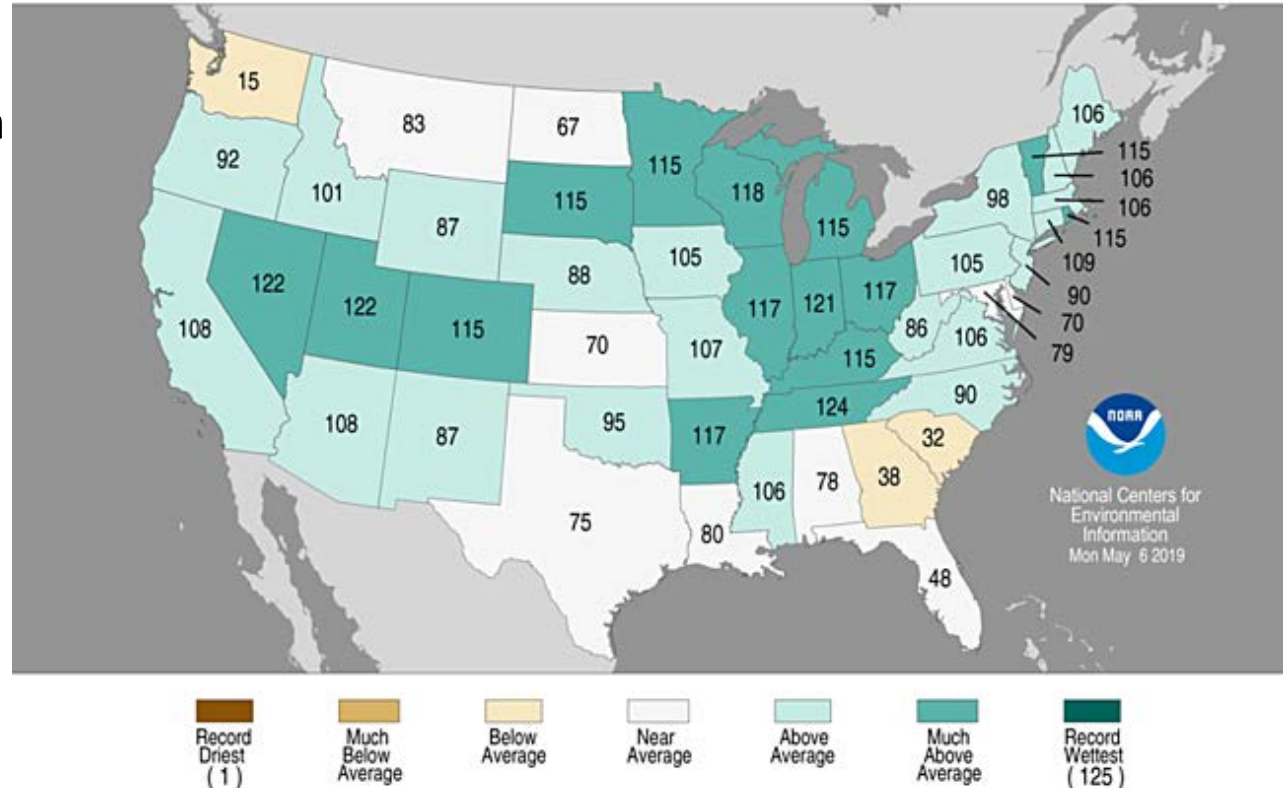 n
15
83
67
92
101
87
115
115
118
115
98
106
115
106
106
115
109
90
70
79
122
122
115
88
105
105
108
70
107
117
121
117
86
106
115
124
90
108
87
95
117
106
78
38
32
75
80
48
NOAA
National Centers for
Environmental
Information
Mon May 6 2019
Record
Driest
(1)
Much
Below
Average
Below
Average
Near
Average
Above
Average
Much
Above
Average
Record
Wettest
(125)